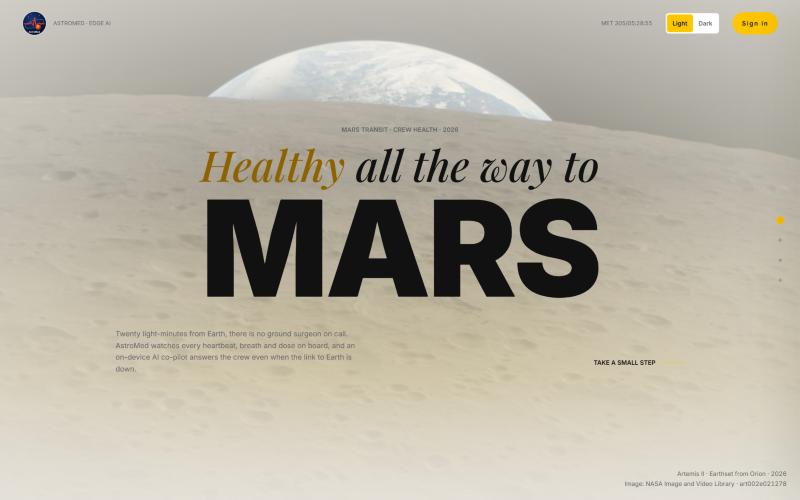 ASTROMED · EDGE AI
MET 305/05:28:55
Light
Dark
Sign in
MARS TRANSIT · CREW HEALTH · 2026
Healthy all the way to
MARS
Twenty light-minutes from Earth, there is no ground surgeon on call.
AstroMed watches every heartbeat, breath and dose on board, and an
on-device AI co-pilot answers the crew even when the link to Earth is
down.
TAKE A SMALL STEP
Artemis II · Earthset from Orion · 2026
Image: NASA Image and Video Library · art002e021278